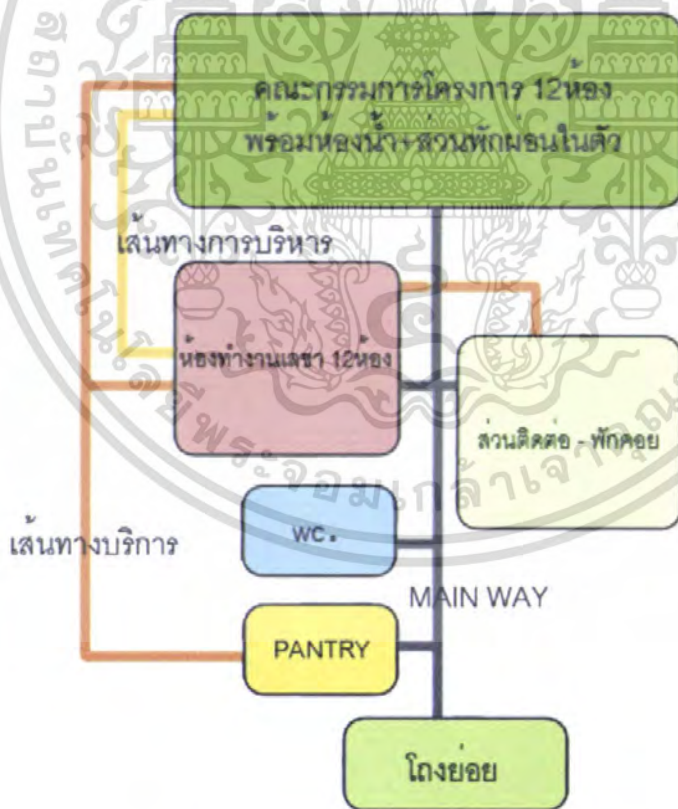 คณะกรรมการโครงการ 12ห้อง
พร้อมห้องน้ำ+ส่วนพักผ่อนในตัว
เส้นทางการบริหาร
ห้องทำงานเลขา 12ห้อง
ส่วนติดต่อ - พักคอย
เส้นทางบริการ
WC.
MAIN WAY
PANTRY
โถงย่อย